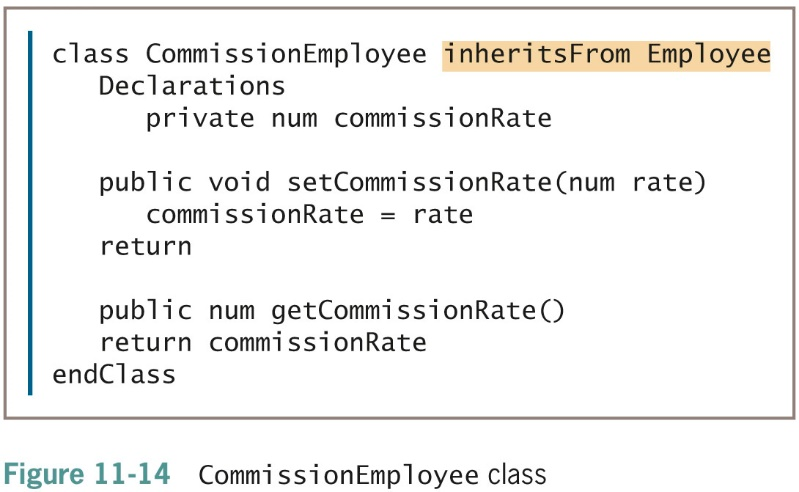 class CommissionEmployee inheritsFrom Employee
Declarations
private num commissionRate
public void setCommissionRate(num rate)
commissionRate = rate
return
public num getCommissionRate()
return commissionRate
endClass
Figure 11-14 CommissionEmployee class